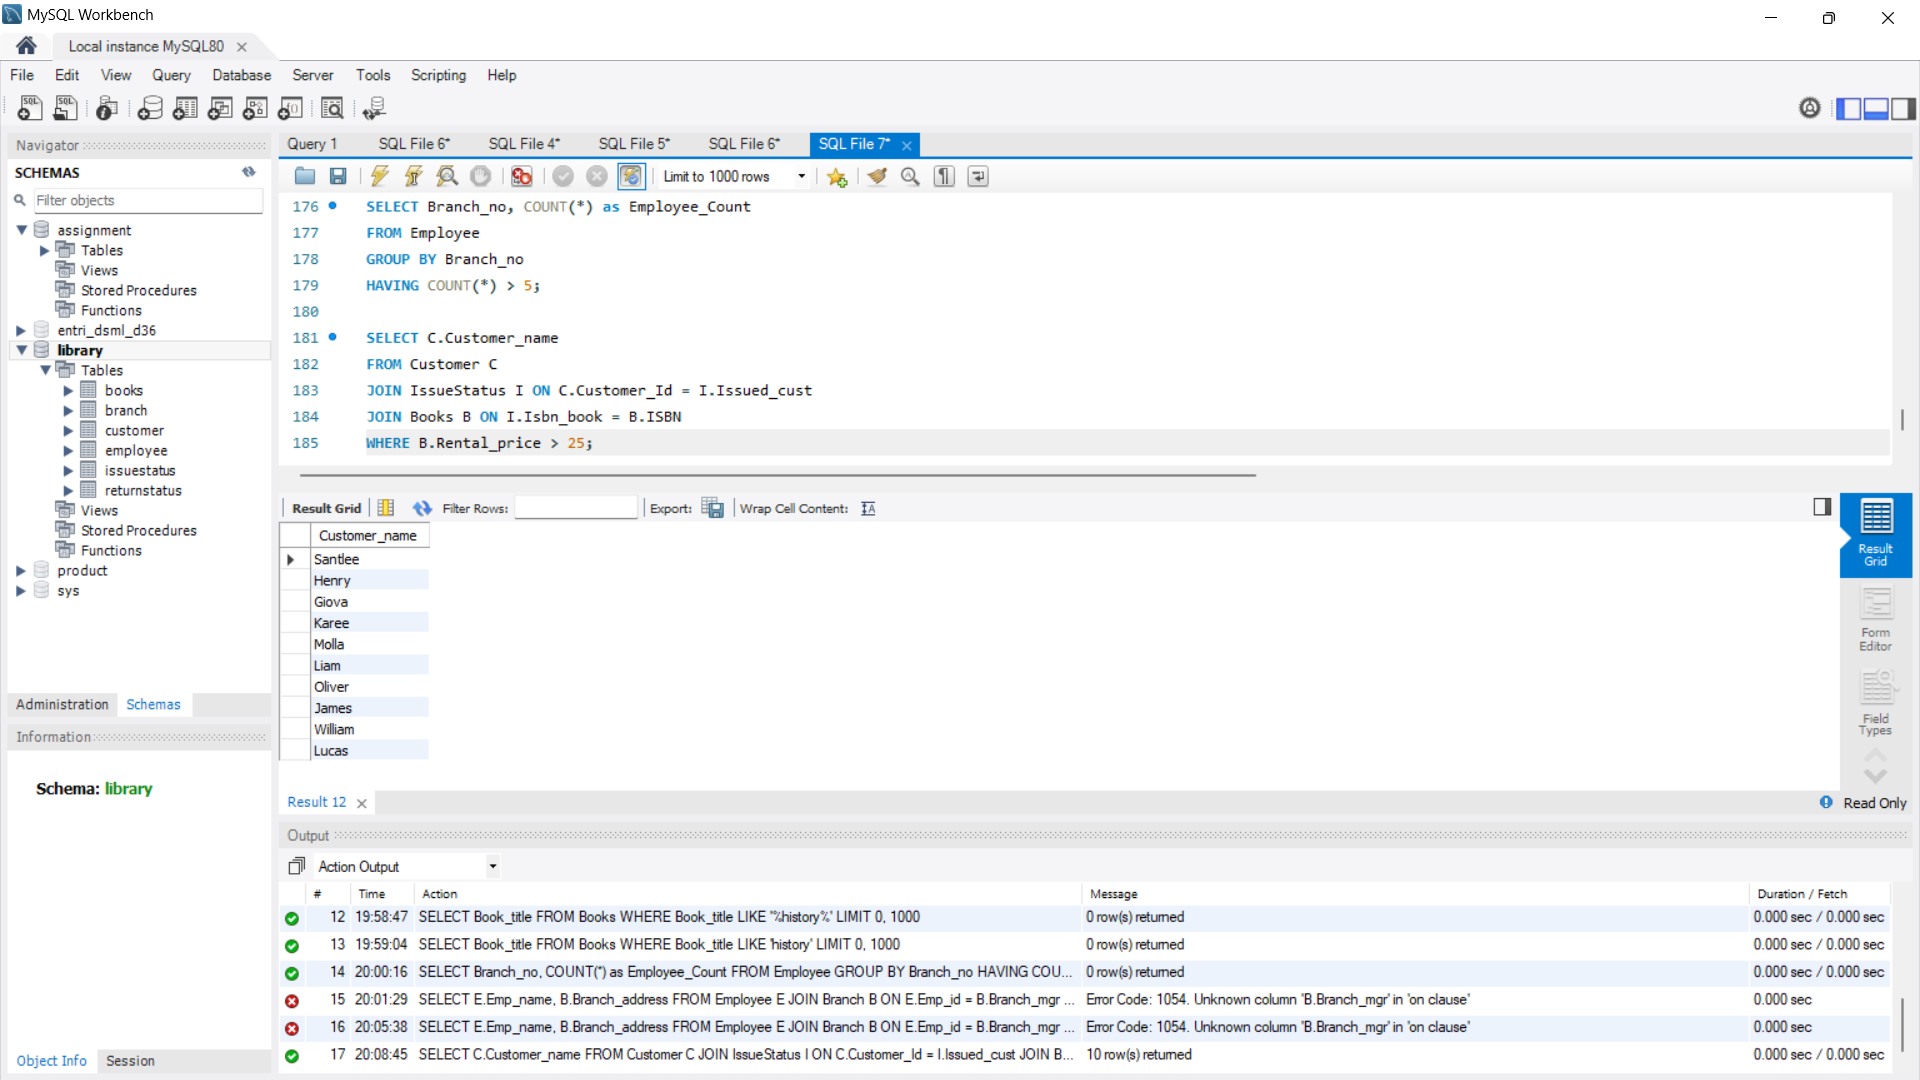 MySQL Workbench
Local instance MySQL80
File Edit View Query Database Server Tools Scripting Help
Navigator
SCHEMAS
Filter objects
assignment
Tables
Views
Stored Procedures
Functions
entri_dsml_d36
library
Tables
books
branch
customer
employee
issuestatus
returnstatus
Views
Stored Procedures
Functions
product
sys
Administration Schemas
Information
Schema: library
Object Info Session
Query 1 SQL File 6* SQL File 4* SQL File 5* SQL File 6* SQL File 7*
Limit to 1000 rows
176 SELECT Branch_no, COUNT(*) as Employee_Count
177 FROM Employee
178 GROUP BY Branch_no
179 HAVING COUNT(*) > 5;
180
181 SELECT C.Customer_name
182 FROM Customer C
183 JOIN IssueStatus I ON C.Customer_Id = I.Issued_cust
184 JOIN Books B ON I.Isbn_book = B.ISBN
185 WHERE B.Rental_price > 25;
Result Grid Filter Rows: Export: Wrap Cell Content:
Customer_name
Santlee
Henry
Giova
Karee
Molla
Liam
Oliver
James
William
Lucas
Result Grid
Form Editor
Field Types
Result 12
Read Only
Output
Action Output
# Time Action Message Duration / Fetch
12 19:58:47 SELECT Book_title FROM Books WHERE Book_title LIKE '%history%' LIMIT 0, 1000 0 row(s) returned 0.000 sec / 0.000 sec
13 19:59:04 SELECT Book_title FROM Books WHERE Book_title LIKE 'history' LIMIT 0, 1000 0 row(s) returned 0.000 sec / 0.000 sec
14 20:00:16 SELECT Branch_no, COUNT(*) as Employee_Count FROM Employee GROUP BY Branch_no HAVING COU... 0 row(s) returned 0.000 sec / 0.000 sec
15 20:01:29 SELECT E.Emp_name, B.Branch_address FROM Employee E JOIN Branch B ON E.Emp_id = B.Branch_mgr ... Error Code: 1054. Unknown column 'B.Branch_mgr' in 'on clause' 0.000 sec
16 20:05:38 SELECT E.Emp_name, B.Branch_address FROM Employee E JOIN Branch B ON E.Emp_id = B.Branch_mgr ... Error Code: 1054. Unknown column 'B.Branch_mgr' in 'on clause' 0.000 sec
17 20:08:45 SELECT C.Customer_name FROM Customer C JOIN IssueStatus I ON C.Customer_Id = I.Issued_cust JOIN B... 10 row(s) returned 0.000 sec / 0.000 sec